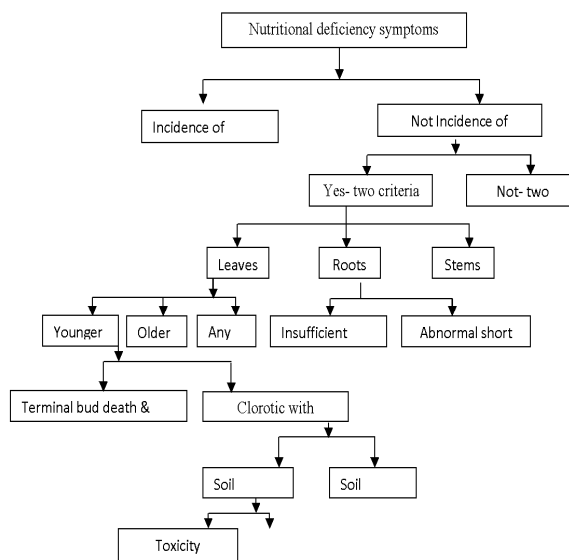 Nutritional deficiency symptoms
Incidence of
Not Incidence of
Yes- two criteria
Not- two
Leaves
Roots
Stems
Younger
Older
Any
Insufficient
Abnormal short
Terminal bud death &
Clorotic with
Soil
Soil
Toxicity